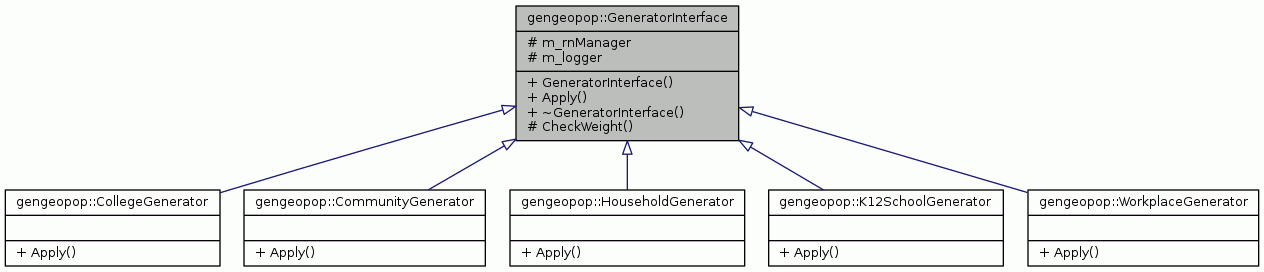 gengeopop::GeneratorInterface
# m_rnManager
# m_logger
+ GeneratorInterface()
+ Apply()
+ ~GeneratorInterface()
# CheckWeight()
gengeopop::CollegeGenerator
+ Apply()
gengeopop::CommunityGenerator
+ Apply()
gengeopop::HouseholdGenerator
+ Apply()
gengeopop::K12SchoolGenerator
+ Apply()
gengeopop::WorkplaceGenerator
+ Apply()